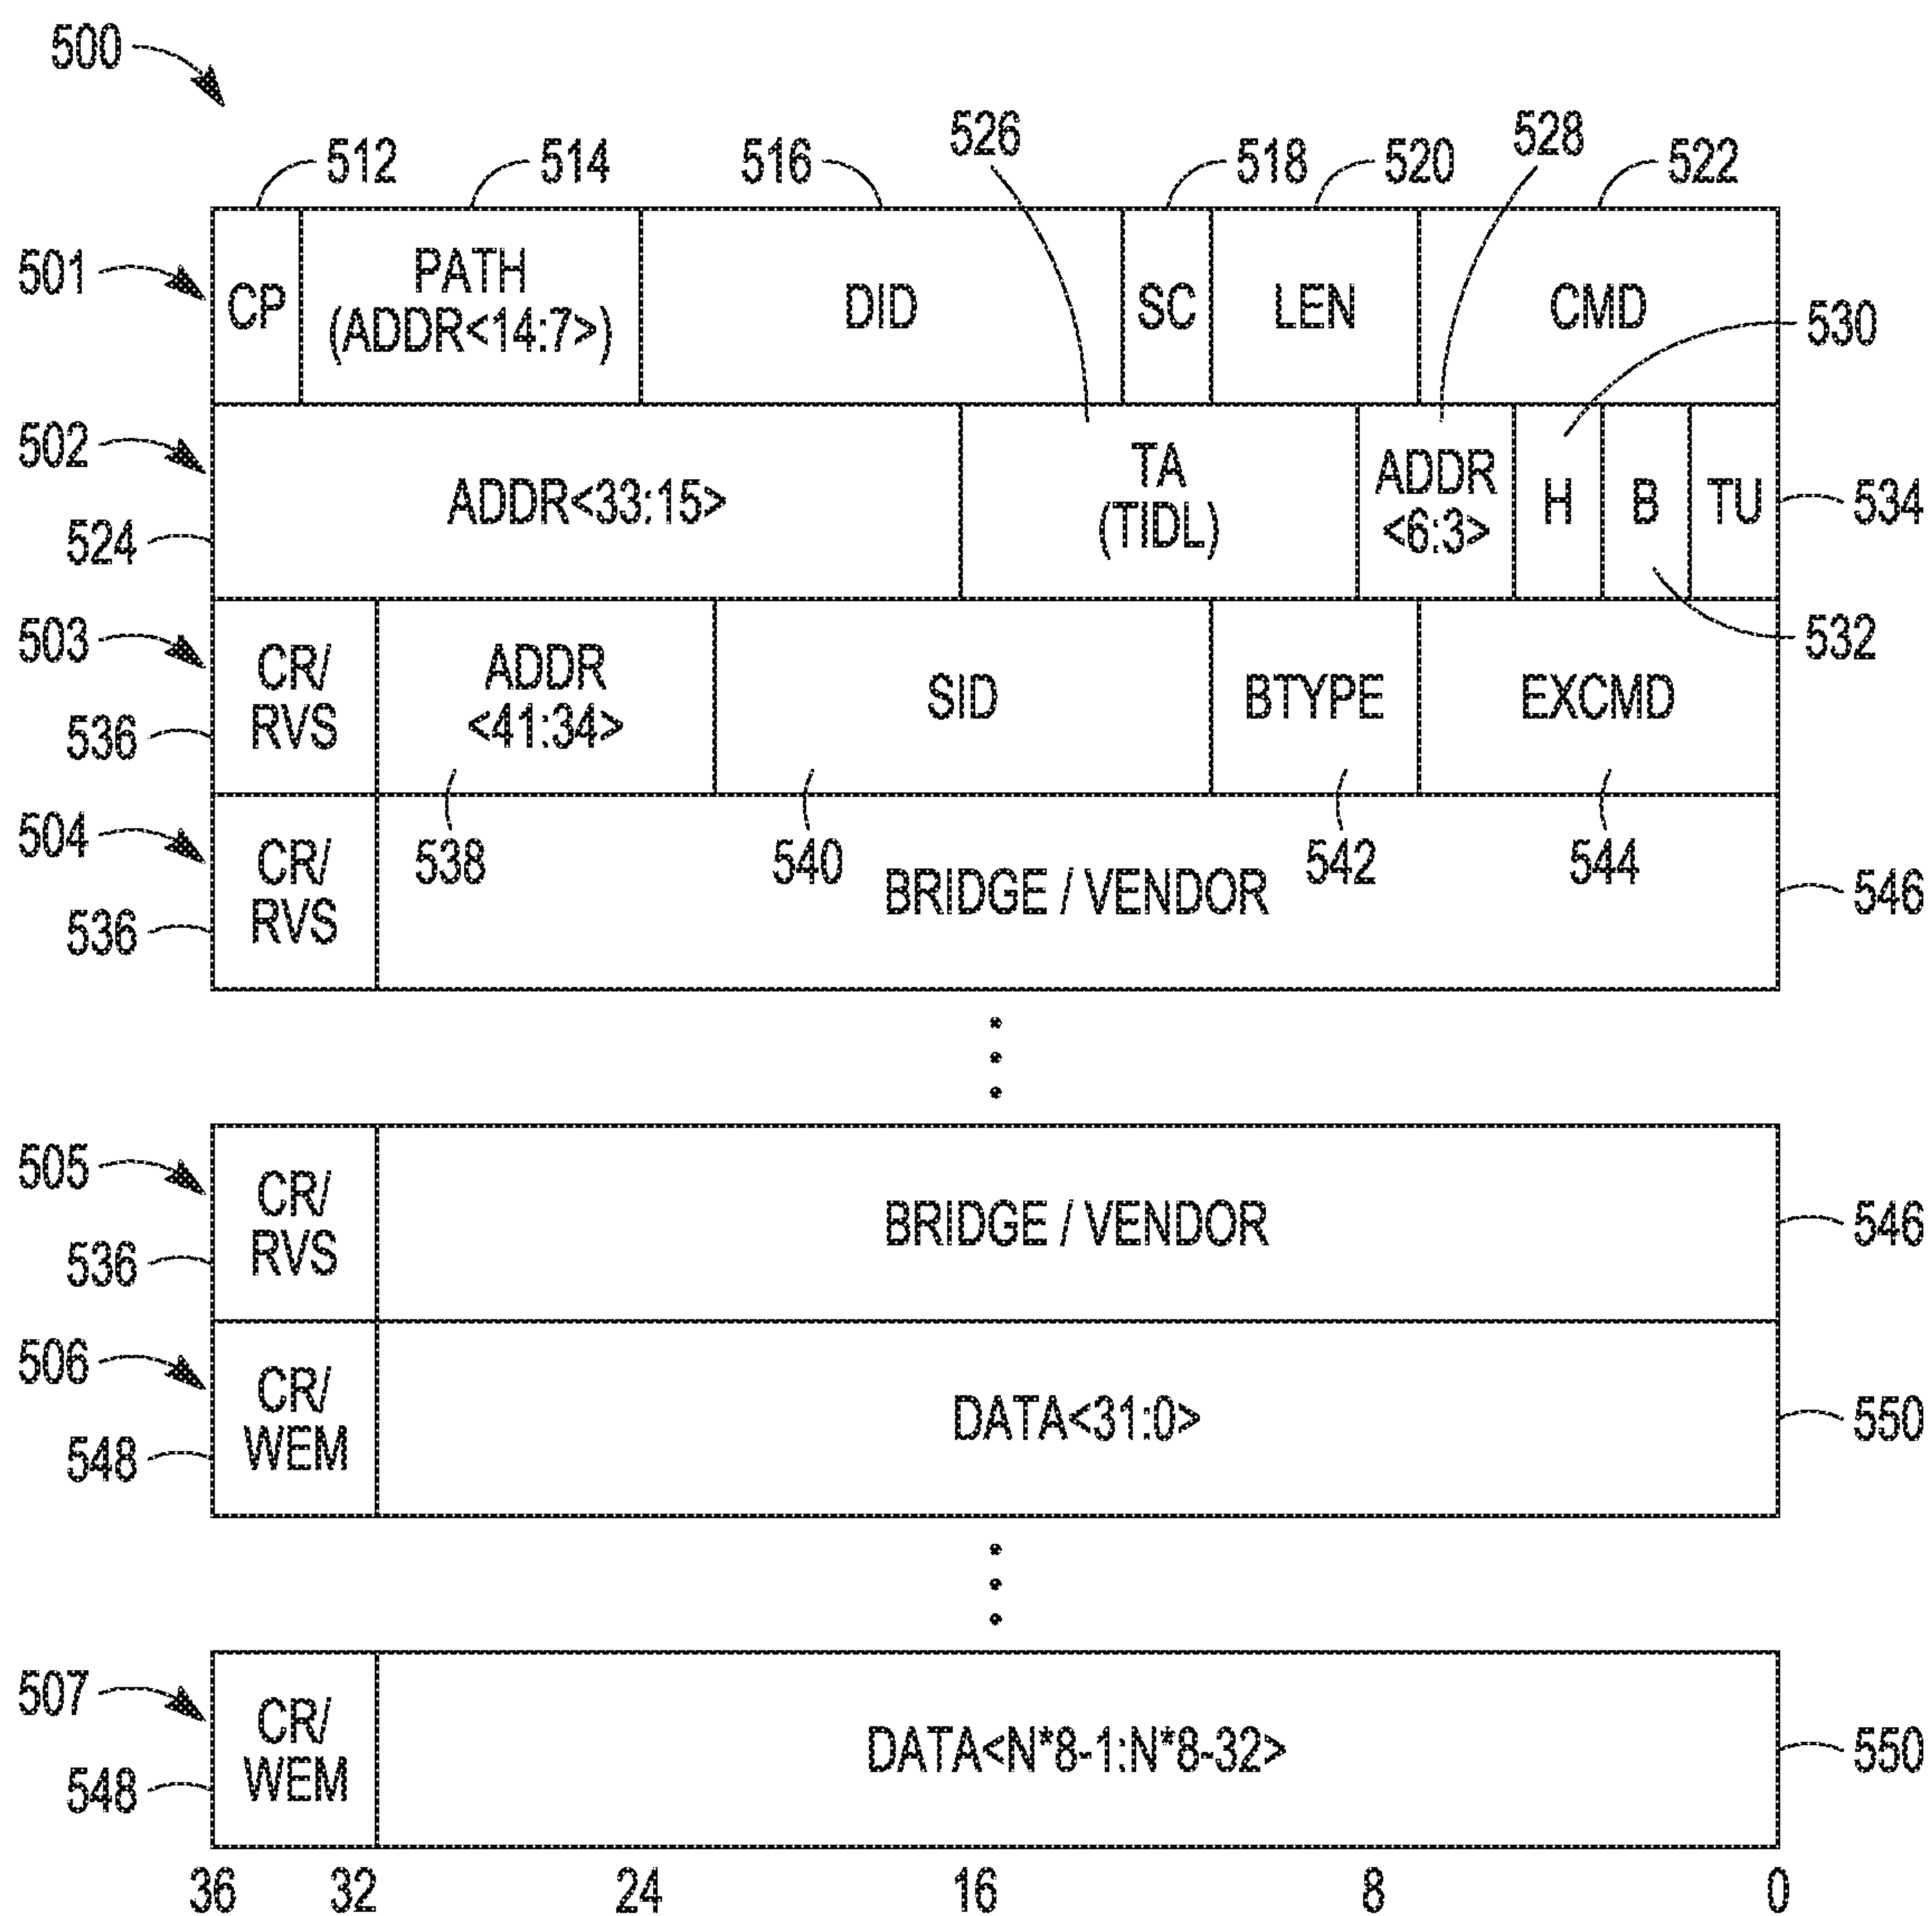 500
512 514 516 526 518 520 528 522
501 CP PATH (ADDR<14:7>) DID SC LEN CMD 530
502 524 ADDR<33:15> TA (TIDL) ADDR <6:3> H B TU 534
532
503 536 CR/ RVS ADDR <41:34> SID BTYPE EXCMD
538 540 542 544
504 536 CR/ RVS BRIDGE / VENDOR 546
505 536 CR/ RVS BRIDGE / VENDOR 546
506 548 CR/ WEM DATA<31:0> 550
507 548 CR/ WEM DATA<N*8-1:N*8-32> 550
36 32 24 16 8 0